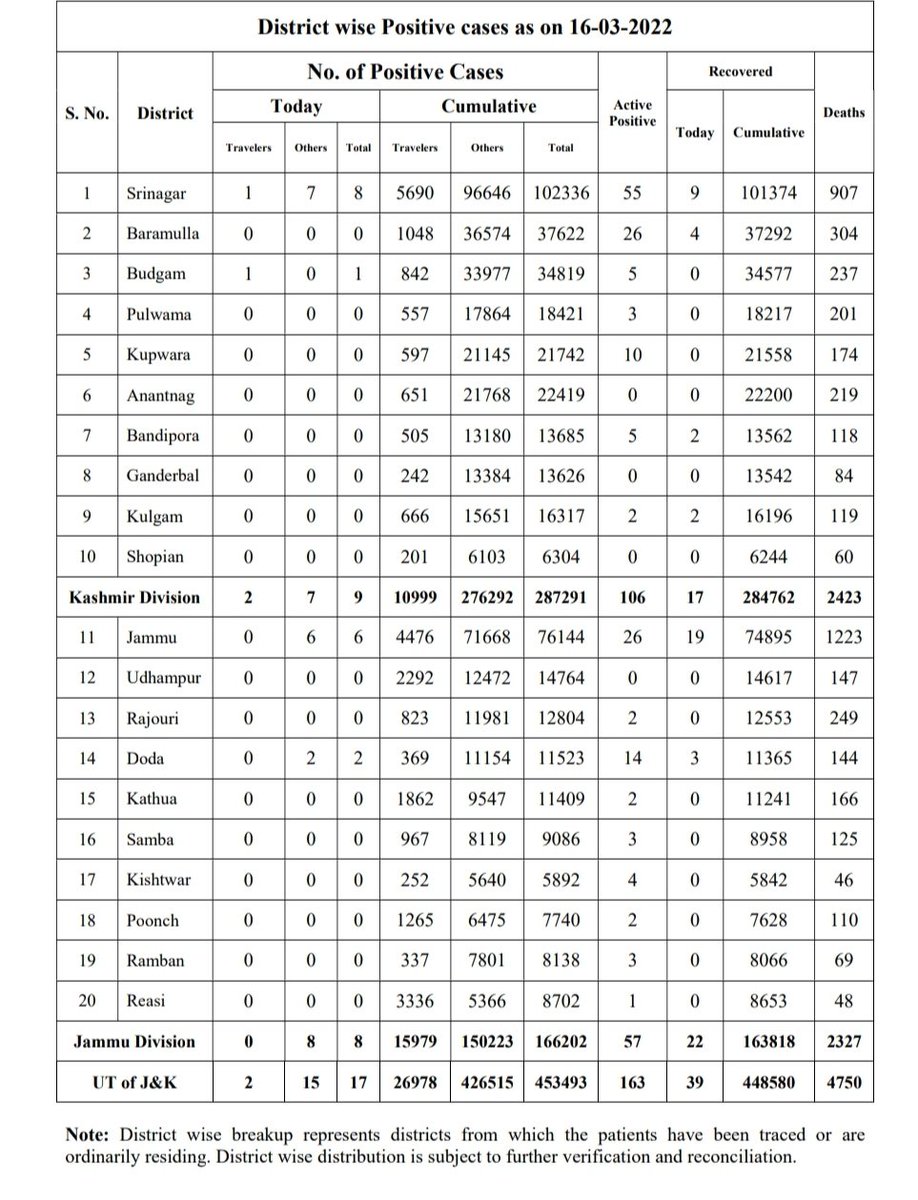 District wise Positive cases as on 16-03-2022
S. No. District No. of Positive Cases Active Positive Recovered Deaths
Today Cumulative Today Cumulative
Travelers Others Total Travelers Others Total
1 Srinagar 1 7 8 5690 96646 102336 55 9 101374 907
2 Baramulla 0 0 0 1048 36574 37622 26 4 37292 304
3 Budgam 1 0 1 842 33977 34819 5 0 34577 237
4 Pulwama 0 0 0 557 17864 18421 3 0 18217 201
5 Kupwara 0 0 0 597 21145 21742 10 0 21558 174
6 Anantnag 0 0 0 651 21768 22419 0 0 22200 219
7 Bandipora 0 0 0 505 13180 13685 5 2 13562 118
8 Ganderbal 0 0 0 242 13384 13626 0 0 13542 84
9 Kulgam 0 0 0 666 15651 16317 2 2 16196 119
10 Shopian 0 0 0 201 6103 6304 0 0 6244 60
Kashmir Division 2 7 9 10999 276292 287291 106 17 284762 2423
11 Jammu 0 6 6 4476 71668 76144 26 19 74895 1223
12 Udhampur 0 0 0 2292 12472 14764 0 0 14617 147
13 Rajouri 0 0 0 823 11981 12804 2 0 12553 249
14 Doda 0 2 2 369 11154 11523 14 3 11365 144
15 Kathua 0 0 0 1862 9547 11409 2 0 11241 166
16 Samba 0 0 0 967 8119 9086 3 0 8958 125
17 Kishtwar 0 0 0 252 5640 5892 4 0 5842 46
18 Poonch 0 0 0 1265 6475 7740 2 0 7628 110
19 Ramban 0 0 0 337 7801 8138 3 0 8066 69
20 Reasi 0 0 0 3336 5366 8702 1 0 8653 48
Jammu Division 0 8 8 15979 150223 166202 57 22 163818 2327
UT of J&K 2 15 17 26978 426515 453493 163 39 448580 4750
Note: District wise breakup represents districts from which the patients have been traced or are
ordinarily residing. District wise distribution is subject to further verification and reconciliation.